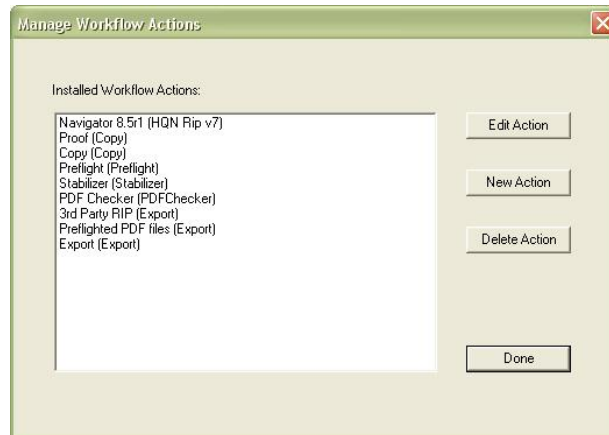 Manage Workflow Actions
Installed Workflow Actions:
Navigator 8.5r1 (HQN Rip v7)
Proof (Copy)
Copy (Copy)
Preflight (Preflight)
Stabilizer (Stabilizer)
PDF Checker (PDFChecker)
3rd Party RIP (Export)
Preflighted PDF files (Export)
Export (Export)
Edit Action
New Action
Delete Action
Done